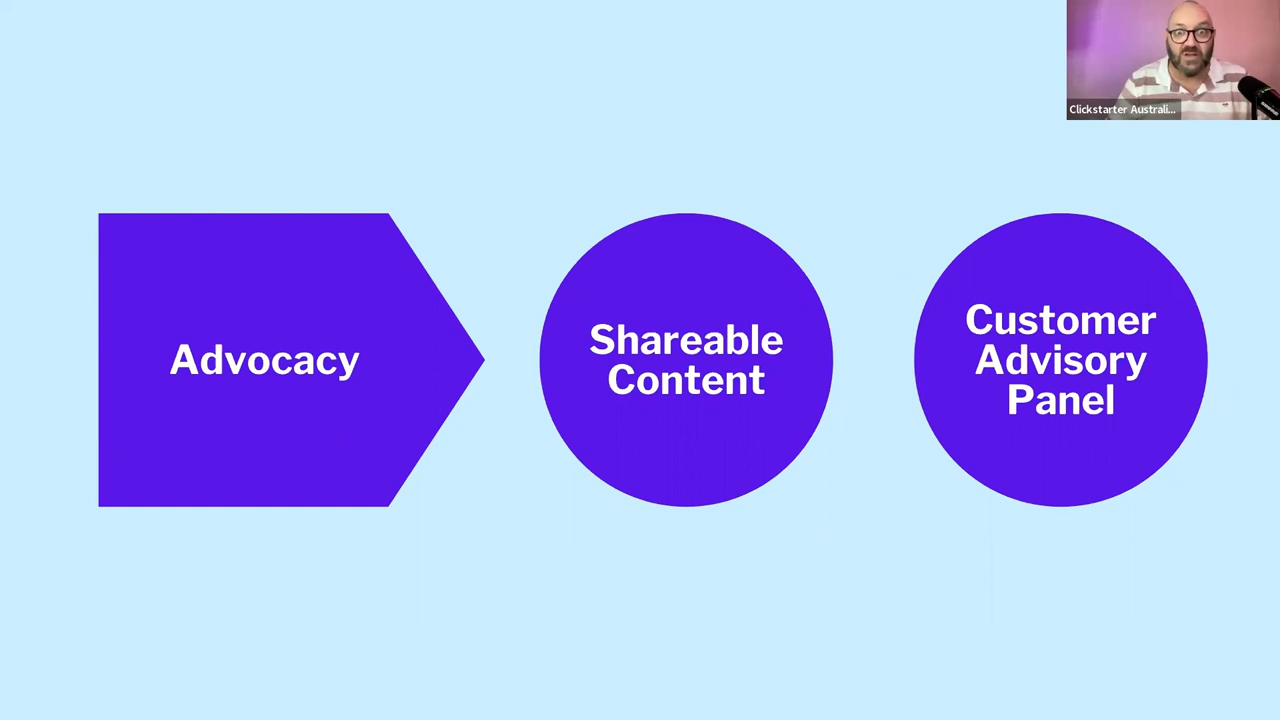 Clickstarter Australi...
Advocacy
Shareable
Content
Customer
Advisory
Panel